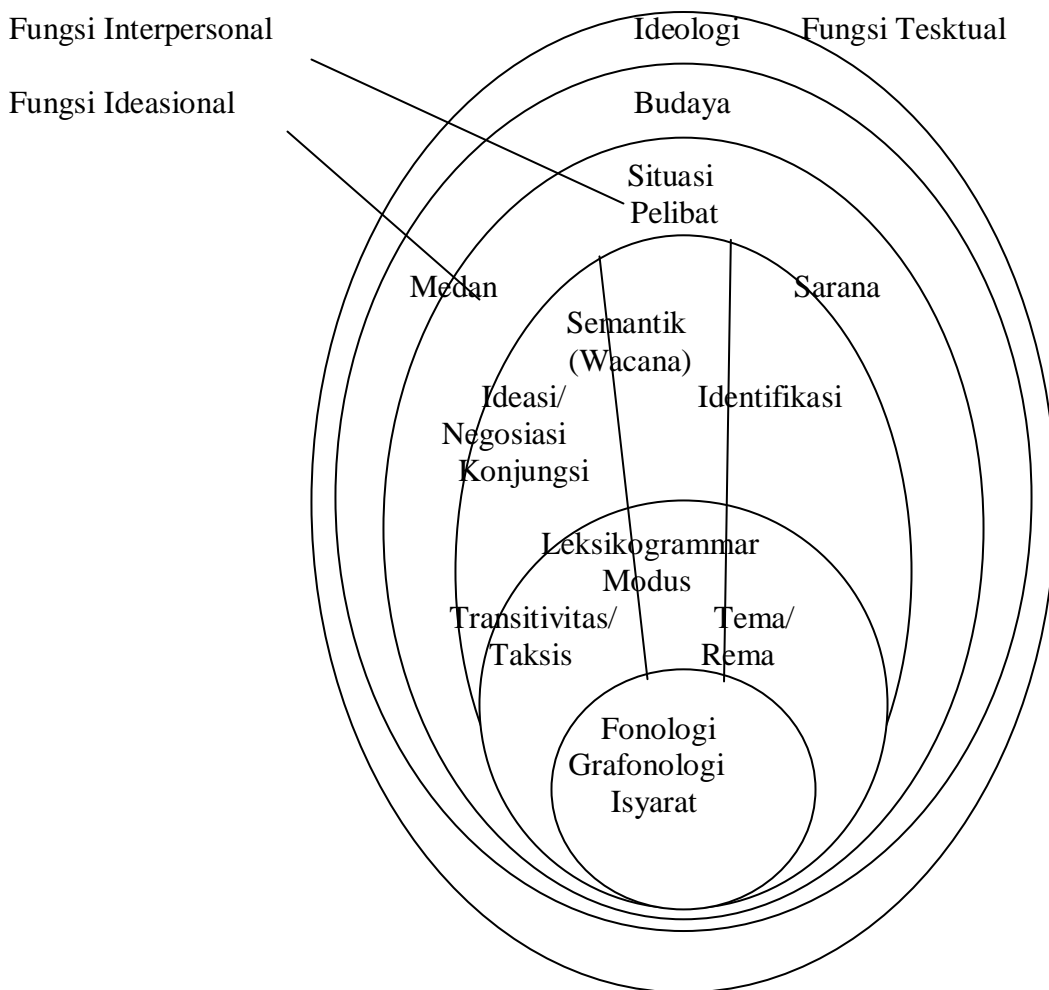 Fungsi Interpersonal Ideologi Fungsi Tesktual
Fungsi Ideasional Budaya
Situasi
Pelibat
Medan Sarana
Semantik
(Wacana)
Ideasi/ Identifikasi
Negosiasi
Konjungsi
Leksikogrammar
Modus
Transitivitas/ Tema/
Taksis Rema
Fonologi
Grafonologi
Isyarat